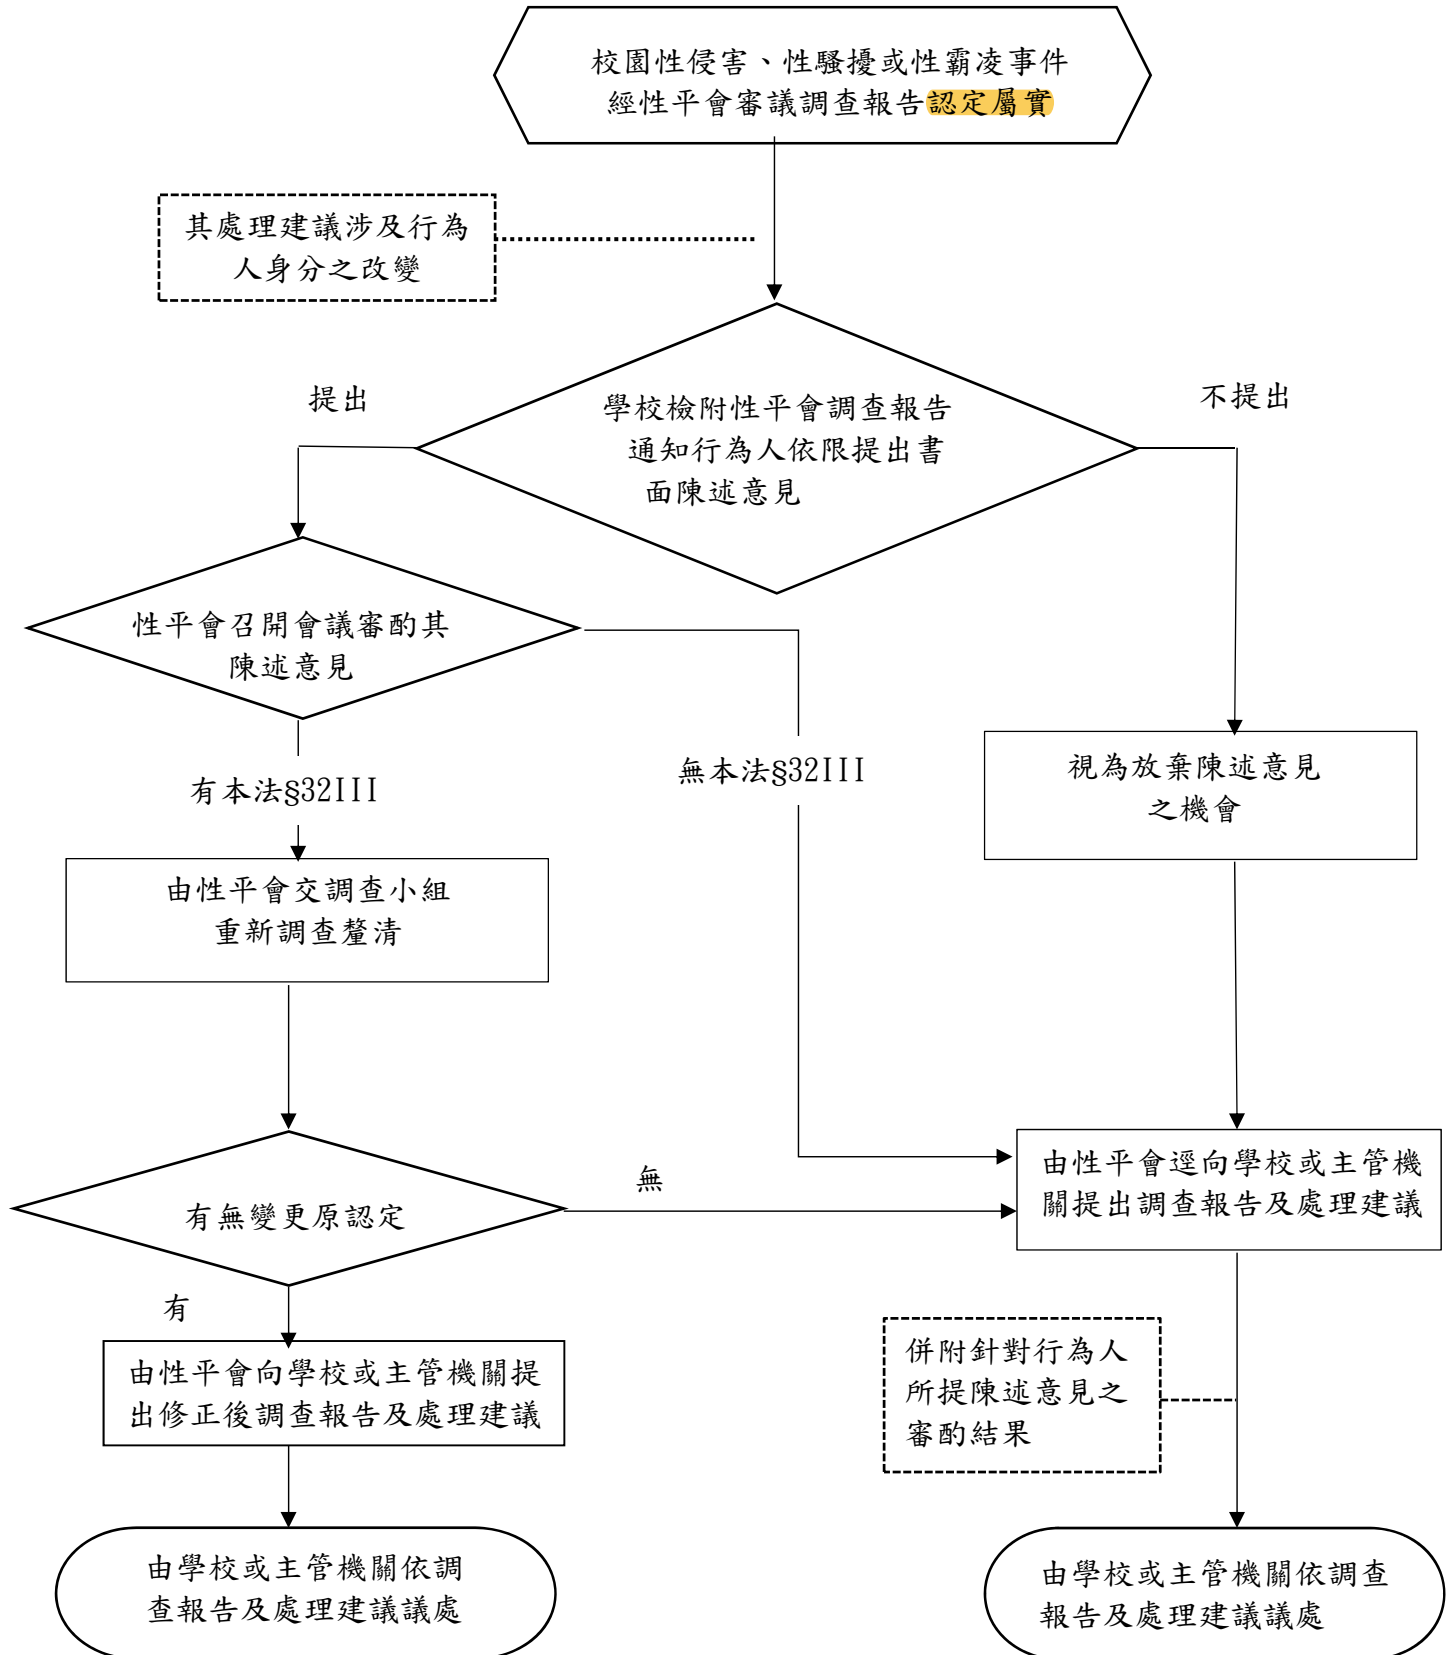 校園性侵害、性騷擾或性霸凌事件
經性平會審議調查報告認定屬實
其處理建議涉及行為
人身分之改變
提出
不提出
學校檢附性平會調查報告
通知行為人依限提出書
面陳述意見
性平會召開會議審酌其
陳述意見
有本法§32III
無本法§32III
視為放棄陳述意見
之機會
由性平會交調查小組
重新調查釐清
有無變更原認定
無
由性平會逕向學校或主管機
關提出調查報告及處理建議
有
由性平會向學校或主管機關提
出修正後調查報告及處理建議
併附針對行為人
所提陳述意見之
審酌結果
由學校或主管機關依調
查報告及處理建議議處
由學校或主管機關依調查
報告及處理建議議處